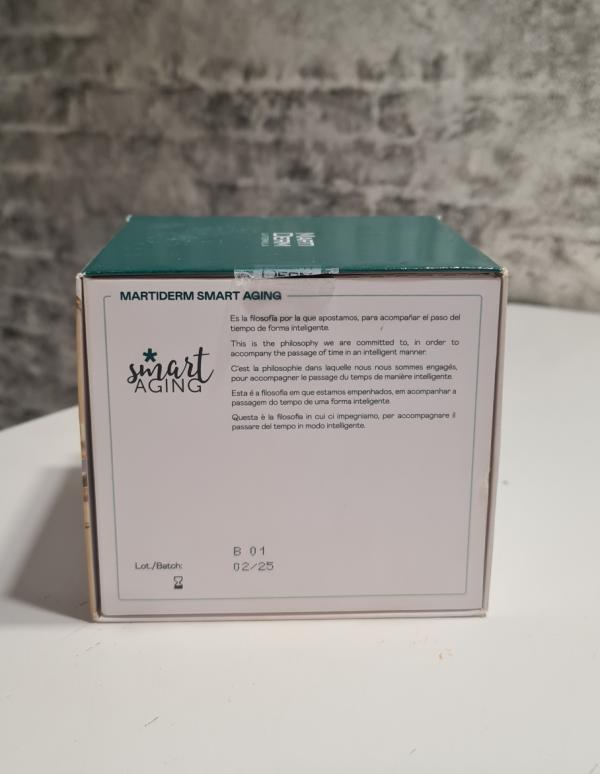 Marti
DERM
DERM
MARTIDERM SMART AGING
smart
AGING
Es la filosofía por la que apostamos, para acompañar el paso del
tiempo de forma inteligente.
This is the philosophy we are committed to, in order to
accompany the passage of time in an intelligent manner.
C'est la philosophie dans laquelle nous nous sommes engagés,
pour accompagner le passage du temps de manière intelligente.
Esta é a filosofia em que estamos empenhados, em acompanhar a
passagem do tempo de uma forma inteligente.
Questa è la filosofia in cui ci impegniamo, per accompagnare il
passare del tempo in modo intelligente.
B 01
Lot./Batch: 02/25